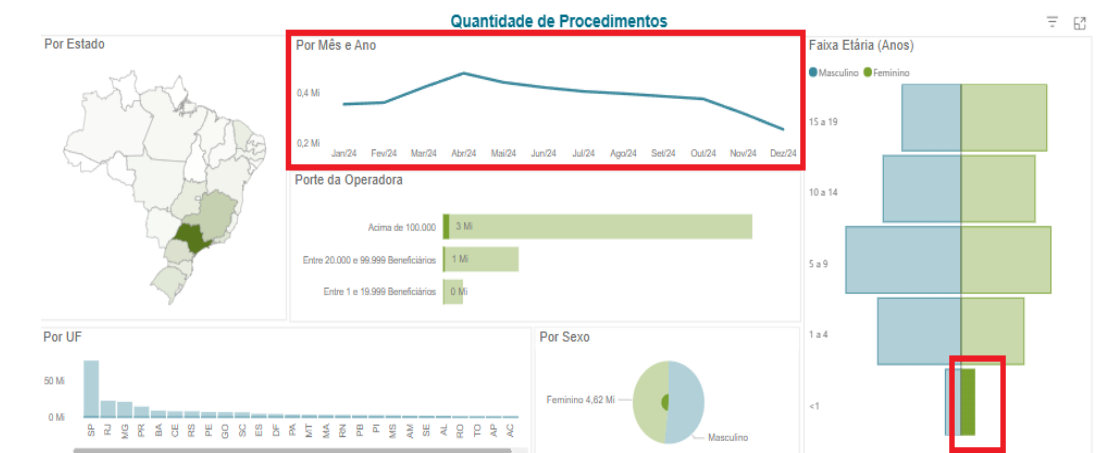 Quantidade de Procedimentos
Por Estado
Por Mês e Ano
0,4 Mi
0,2 Mi
Jan/24 Fev/24 Mar/24 Abr/24 Mai/24 Jun/24 Jul/24 Ago/24 Set/24 Out/24 Nov/24 Dez/24
Porte da Operadora
Acima de 100.000 3 Mi
Entre 20.000 e 99.999 Beneficiários 1 Mi
Entre 1 e 19.999 Beneficiários 0 Mi
Faixa Etária (Anos)
Masculino Feminino
15 a 19
10 a 14
5 a 9
1 a 4
<1
Por UF
50 Mi
0 Mi
SP RJ MG PR BA CE RS PE GO SC ES DF PA MT MA RN PB PI MS AM SE AL RO TO AP AC
Por Sexo
Feminino 4,62 Mi
Masculino